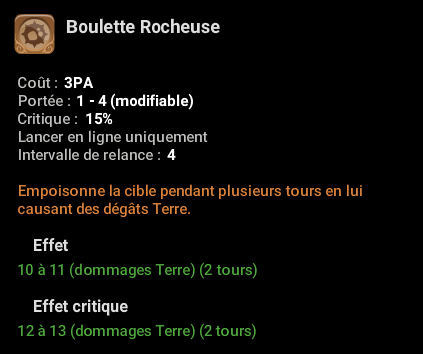 Boulette Rocheuse
Coût : 3PA
Portée : 1 - 4 (modifiable)
Critique : 15%
Lancer en ligne uniquement
Intervalle de relance : 4
Empoisonne la cible pendant plusieurs tours en lui
causant des dégâts Terre.
Effet
10 à 11 (dommages Terre) (2 tours)
Effet critique
12 à 13 (dommages Terre) (2 tours)